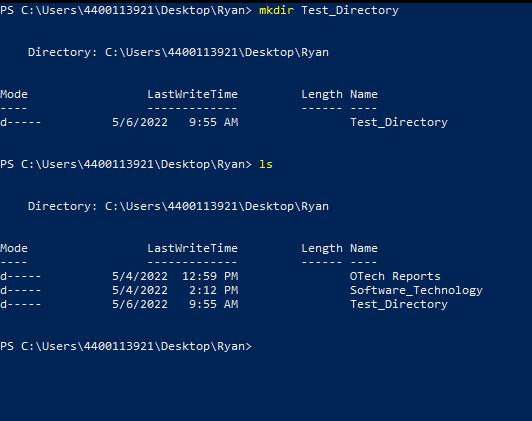 PS C:\Users\4400113921\Desktop\Ryan> mkdir Test_Directory
Directory: C:\Users\4400113921\Desktop\Ryan
Mode                 LastWriteTime         Length Name
----                 -------------         ------ ----
d-----          5/6/2022   9:55 AM                Test_Directory
PS C:\Users\4400113921\Desktop\Ryan> ls
Directory: C:\Users\4400113921\Desktop\Ryan
Mode                 LastWriteTime         Length Name
----                 -------------         ------ ----
d-----          5/4/2022  12:59 PM                OTech Reports
d-----          5/4/2022   2:12 PM                Software_Technology
d-----          5/6/2022   9:55 AM                Test_Directory
PS C:\Users\4400113921\Desktop\Ryan>